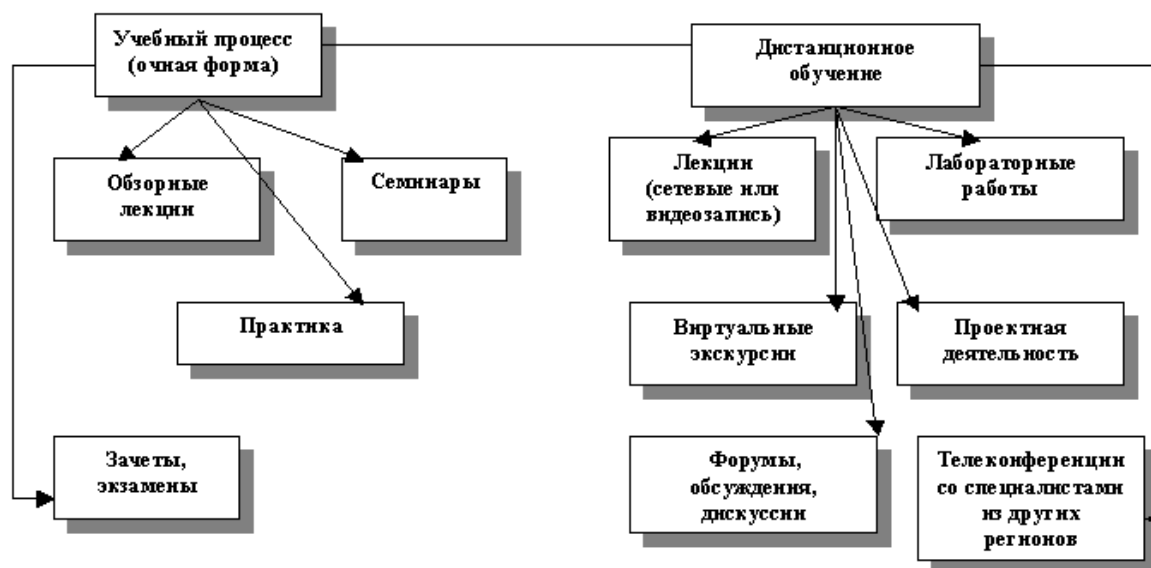 Учебный процесс
(очная форма)
Дистанционное
обучение
Обзорные
лекции
Семинары
Лекции
(сетевые или
видеозапись)
Лабораторные
работы
Практика
Виртуальные
экскурсии
Проектная
деятельность
Зачеты,
экзамены
Форумы,
обсуждения,
дискуссии
Телеконференции
со специалистами
из других
регионов